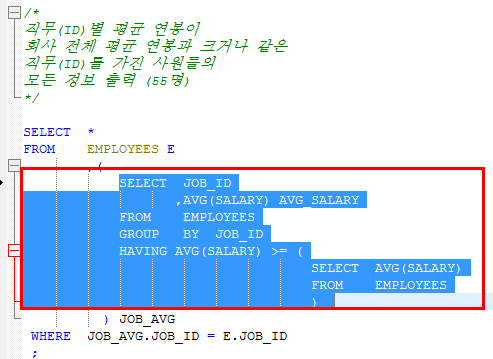 /*
직무(ID)별 평균 연봉이
회사 전체 평균 연봉과 크거나 같은
직무(ID)를 가진 사원들의
모든 정보 출력 (55명)
*/
SELECT *
FROM EMPLOYEES E
,(
SELECT JOB_ID
,AVG(SALARY) AVG_SALARY
FROM EMPLOYEES
GROUP BY JOB_ID
HAVING AVG(SALARY) >= (
SELECT AVG(SALARY)
FROM EMPLOYEES
)
) JOB_AVG
WHERE JOB_AVG.JOB_ID = E.JOB_ID
;